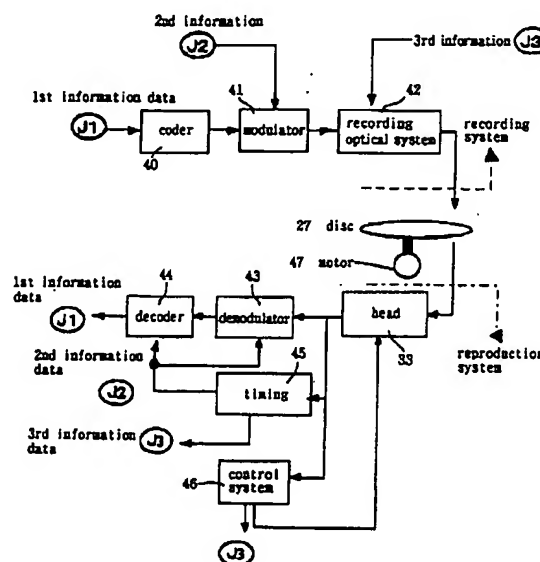 2nd information
J2
3rd information J3
1st information data
J1
coder
40
41
modulator
42
recording
optical system
recording
system
27 disc
47 motor
1st information
data
J1
44
decoder
43
demodulator
head
33
reproduction
system
2nd information
data
J2
45
timing
3rd information
data
J3
control
system
46
J3